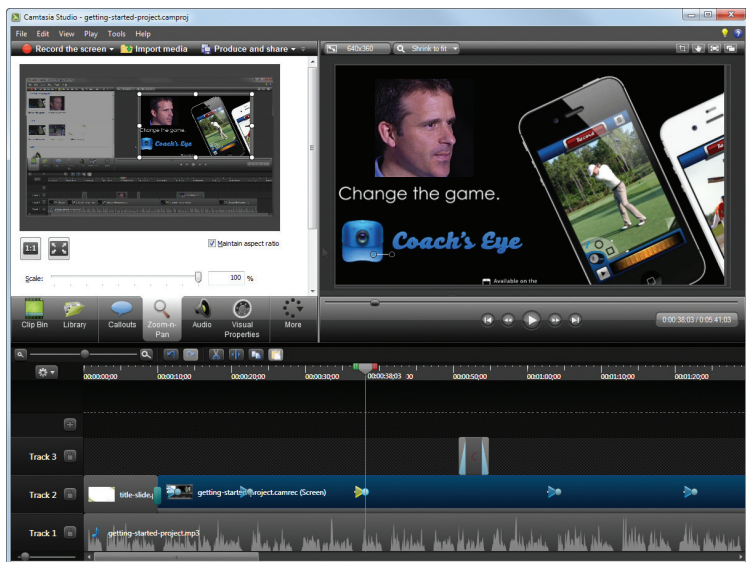 Camtasia Studio - getting-started-project.camproj
File Edit View Play Tools Help
Record the screen Import media Produce and share
640x360 Shrink to fit
Change the game.
Coach's Eye
Record
Change the game.
Coach's Eye
Available on the
1:1
Maintain aspect ratio
Scale: 100 %
Clip Bin Library Callouts Zoom-n-Pan Audio Visual Properties More
0:00:38;03 / 0:05:41;03
00:00:00;00 00:00:10;00 00:00:20;00 00:00:30;00 00:00:38;03 00:00:50;00 00:01:00;00 00:01:10;00 00:01:20;00
Track 3
Track 2 title-slide.p getting-started-project.camrec (Screen)
Track 1 getting-started-project.mp3